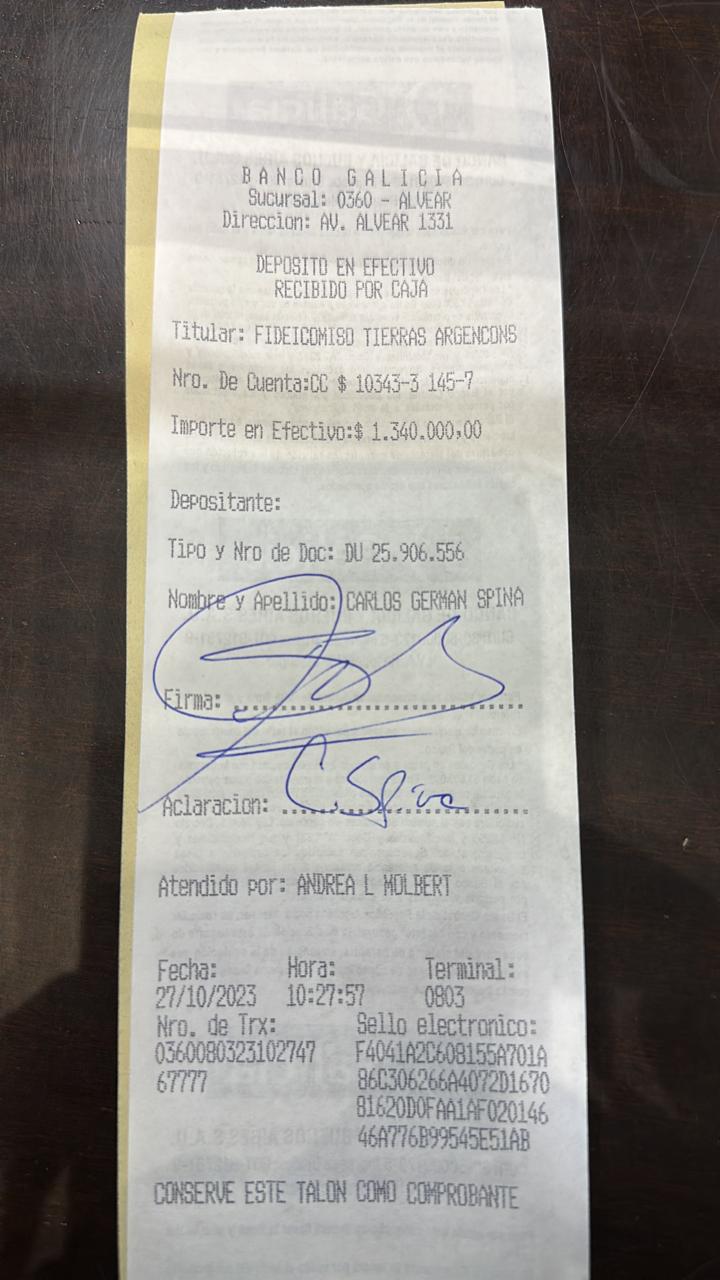 BANCO GALICIA
Sucursal: 0360 - ALVEAR
Direccion: AV. ALVEAR 1331
DEPOSITO EN EFECTIVO
RECIBIDO POR CAJA
Titular: FIDEICOMISO TIERRAS ARGENCONS
Nro. De Cuenta:CC $ 10343-3 145-7
Importe en Efectivo:$ 1.340.000,00
Depositante:
Tipo y Nro de Doc: DU 25.906.556
Nombre y Apellido: CARLOS GERMAN SPINA
Firma:
Aclaracion: C. Spina
Atendido por: ANDREA L MOLBERT
Fecha: Hora: Terminal:
27/10/2023 10:27:57 0803
Nro. de Trx: Sello electronico:
0360080323102747 F4041A2C608155A701A
67777 86C306266A4072D1670
81620D0FAA1AF020146
46A776B99545E51AB
CONSERVE ESTE TALON COMO COMPROBANTE